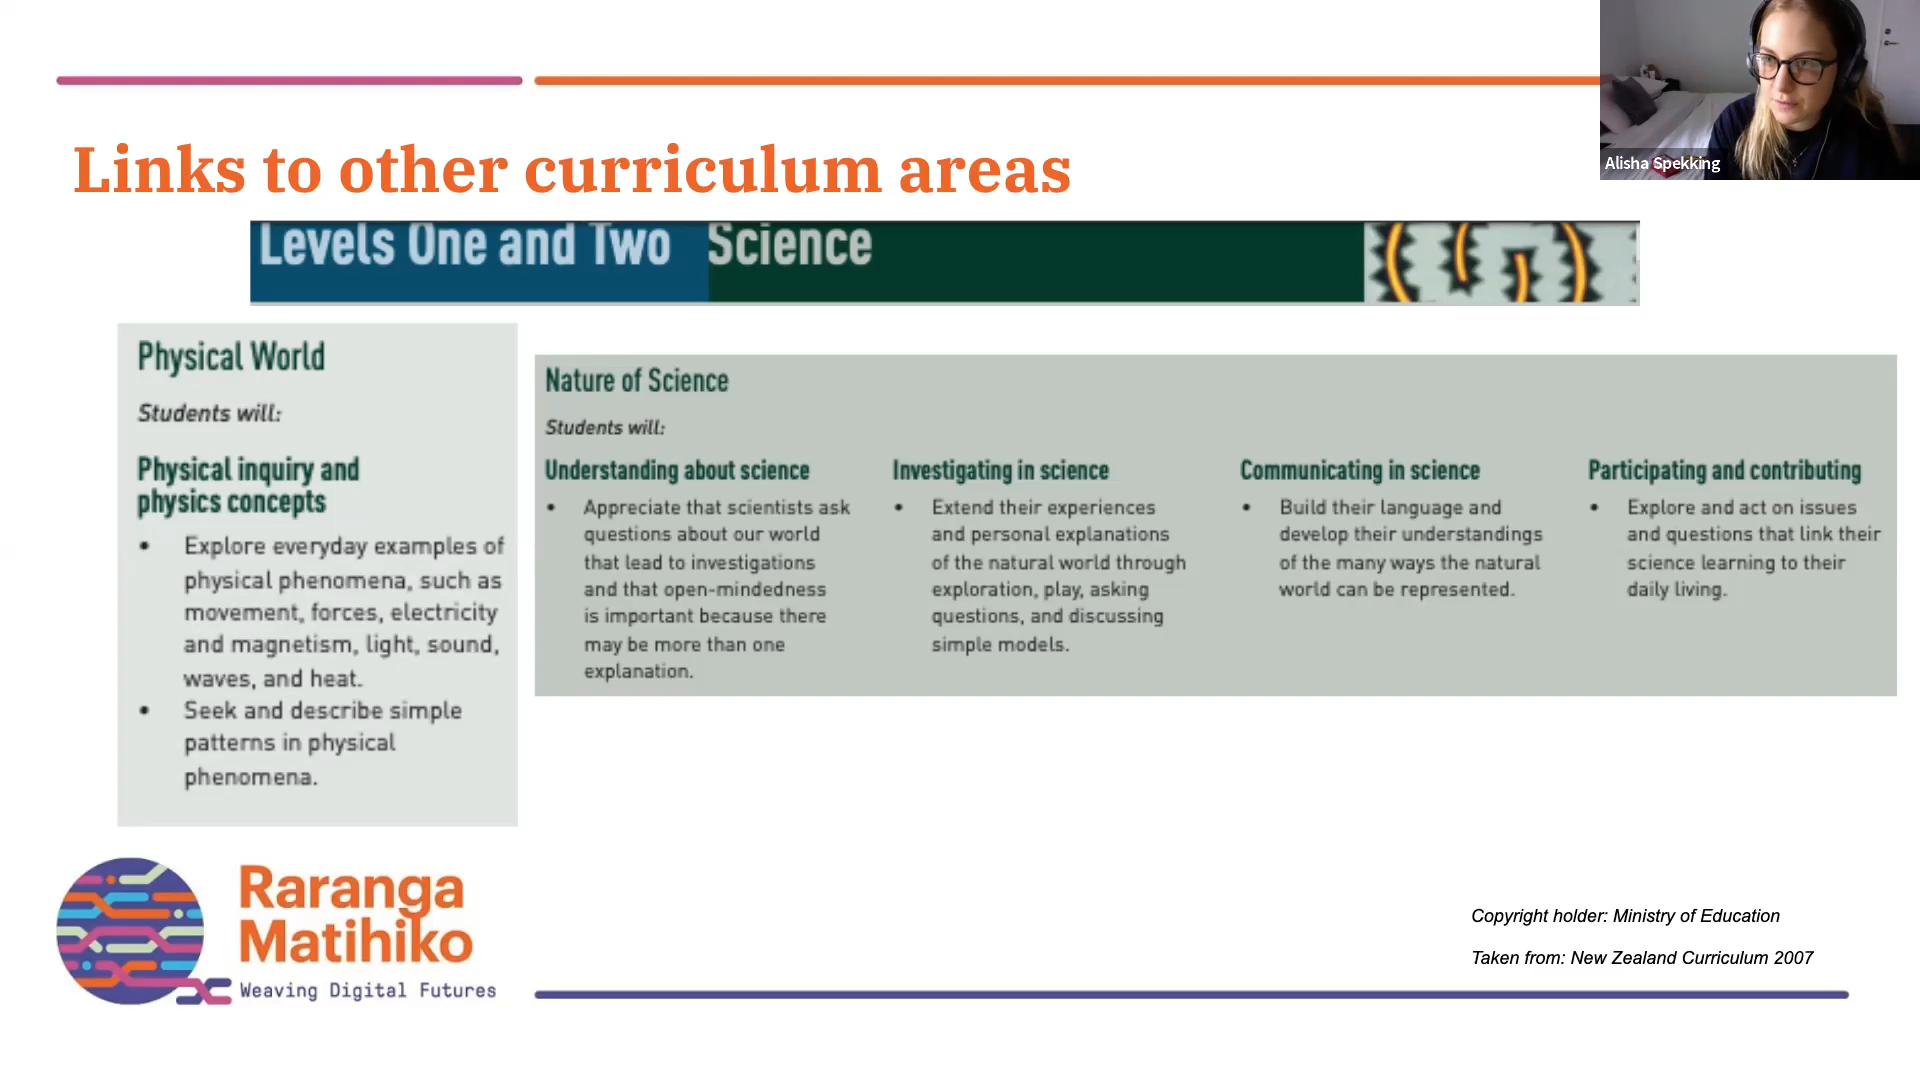 Alisha Spekking
Links to other curriculum areas
Levels One and Two Science
Physical World
Students will:
Physical inquiry and
physics concepts
• Explore everyday examples of
physical phenomena, such as
movement, forces, electricity
and magnetism, light, sound,
waves, and heat.
• Seek and describe simple
patterns in physical
phenomena.
Nature of Science
Students will:
Understanding about science
• Appreciate that scientists ask
questions about our world
that lead to investigations
and that open-mindedness
is important because there
may be more than one
explanation.
Investigating in science
• Extend their experiences
and personal explanations
of the natural world through
exploration, play, asking
questions, and discussing
simple models.
Communicating in science
• Build their language and
develop their understandings
of the many ways the natural
world can be represented.
Participating and contributing
• Explore and act on issues
and questions that link their
science learning to their
daily living.
Raranga
Matihiko
Weaving Digital Futures
Copyright holder: Ministry of Education
Taken from: New Zealand Curriculum 2007